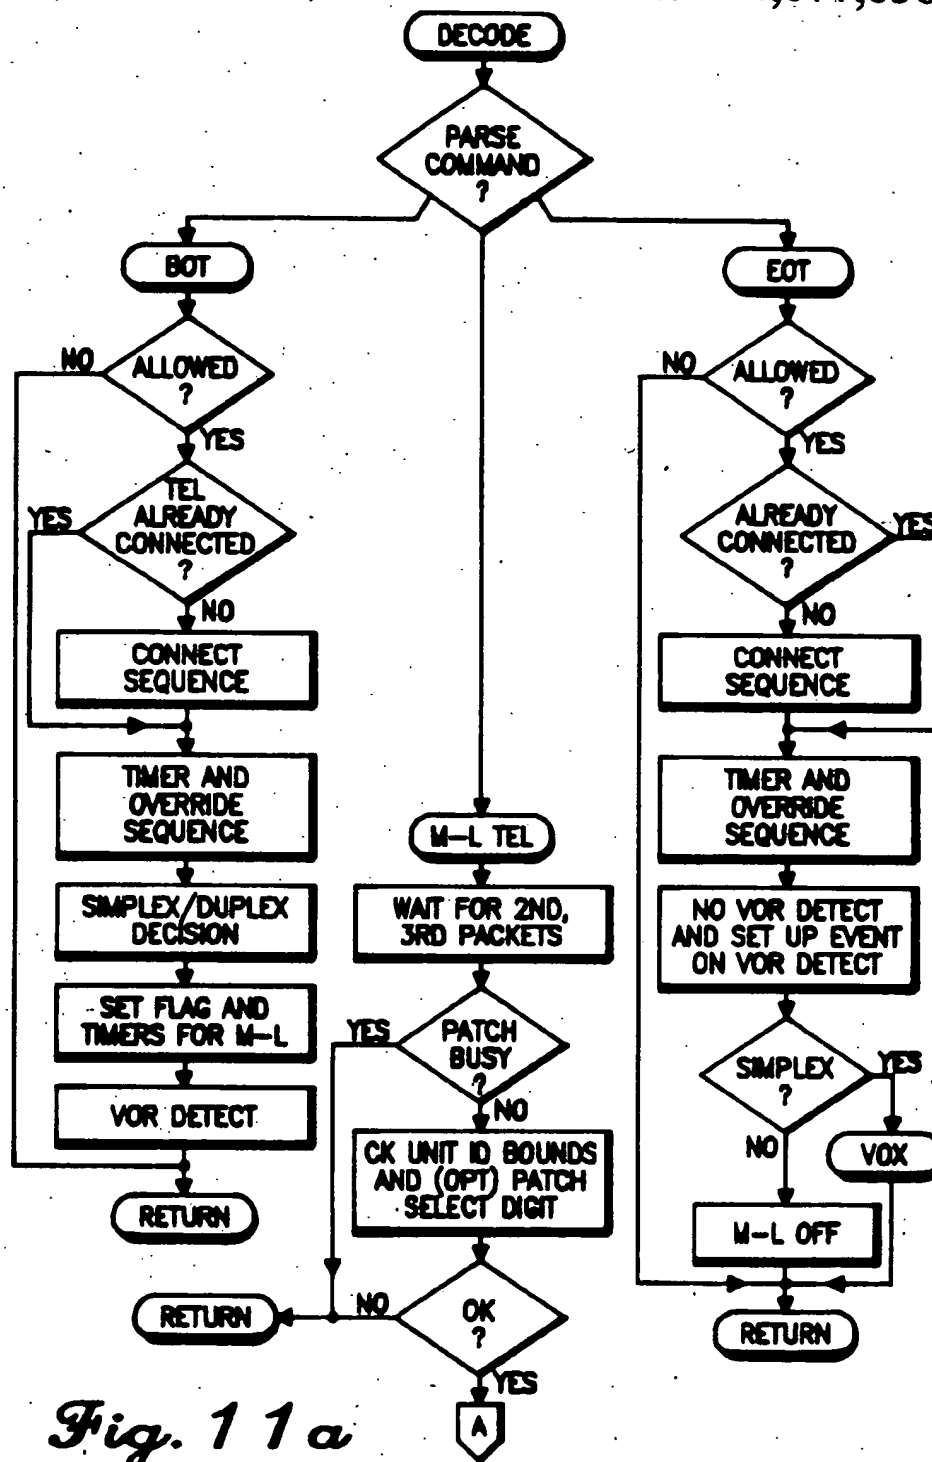 DECODE
PARSE
COMMAND
?
BOT
ALLOWED
?
NO
YES
TEL
ALREADY
CONNECTED
?
YES
NO
CONNECT
SEQUENCE
TIMER AND
OVERRIDE
SEQUENCE
SIMPLEX/DUPLEX
DECISION
SET FLAG AND
TIMERS FOR M-L
VOR DETECT
RETURN
M-L TEL
WAIT FOR 2ND,
3RD PACKETS
PATCH
BUSY
?
YES
NO
CK UNIT ID BOUNDS
AND (OPT) PATCH
SELECT DIGIT
OK
?
NO
RETURN
YES
A
EOT
ALLOWED
?
NO
YES
ALREADY
CONNECTED
?
YES
NO
CONNECT
SEQUENCE
TIMER AND
OVERRIDE
SEQUENCE
NO VOR DETECT
AND SET UP EVENT
ON VOR DETECT
SIMPLEX
?
YES
NO
VOX
M-L OFF
RETURN
Fig. 11a